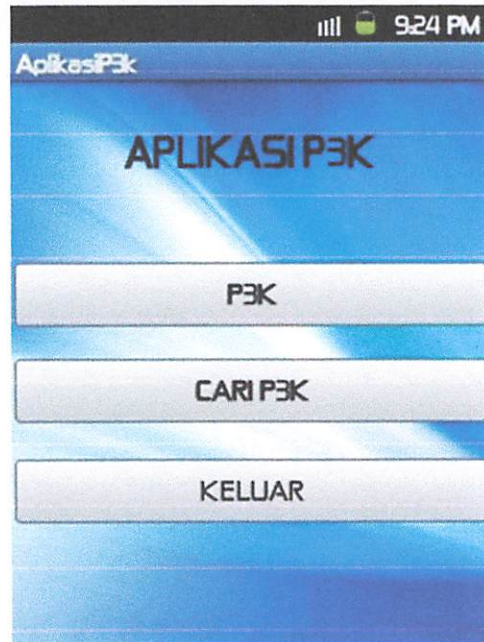 9:24 PM
AplikasiP3k
APLIKASI P3K
P3K
CARI P3K
KELUAR